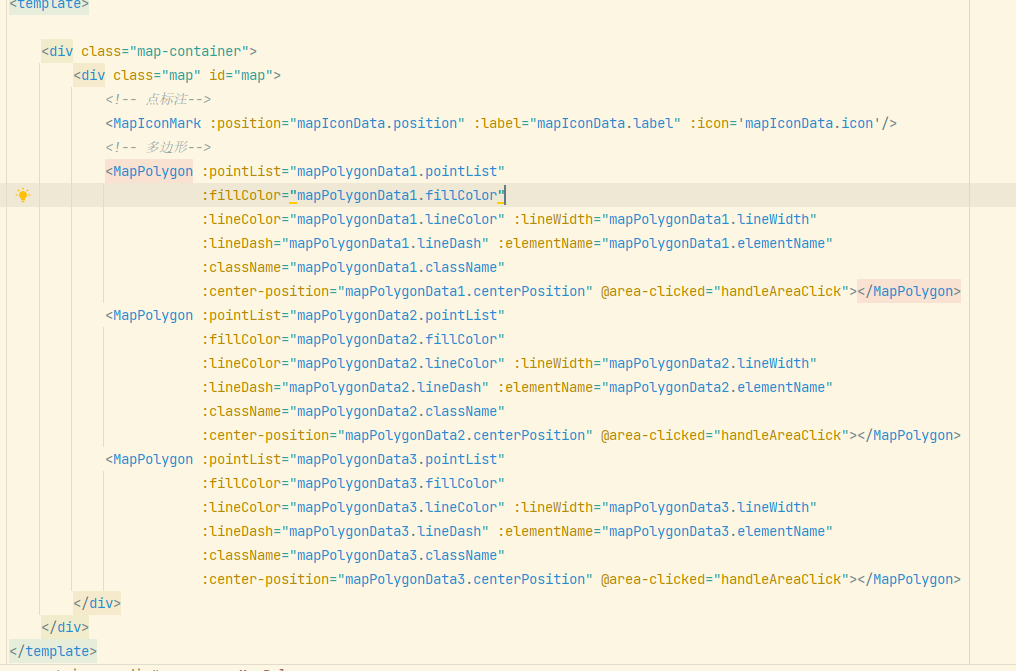 <template>
<div class="map-container">
<div class="map" id="map">
<!-- 点标注-->
<MapIconMark :position="mapIconData.position" :label="mapIconData.label" :icon='mapIconData.icon'/>
<!-- 多边形-->
<MapPolygon :pointList="mapPolygonData1.pointList"
:fillColor="mapPolygonData1.fillColor"
:lineColor="mapPolygonData1.lineColor" :lineWidth="mapPolygonData1.lineWidth"
:lineDash="mapPolygonData1.lineDash" :elementName="mapPolygonData1.elementName"
:className="mapPolygonData1.className"
:center-position="mapPolygonData1.centerPosition" @area-clicked="handleAreaClick"></MapPolygon>
<MapPolygon :pointList="mapPolygonData2.pointList"
:fillColor="mapPolygonData2.fillColor"
:lineColor="mapPolygonData2.lineColor" :lineWidth="mapPolygonData2.lineWidth"
:lineDash="mapPolygonData2.lineDash" :elementName="mapPolygonData2.elementName"
:className="mapPolygonData2.className"
:center-position="mapPolygonData2.centerPosition" @area-clicked="handleAreaClick"></MapPolygon>
<MapPolygon :pointList="mapPolygonData3.pointList"
:fillColor="mapPolygonData3.fillColor"
:lineColor="mapPolygonData3.lineColor" :lineWidth="mapPolygonData3.lineWidth"
:lineDash="mapPolygonData3.lineDash" :elementName="mapPolygonData3.elementName"
:className="mapPolygonData3.className"
:center-position="mapPolygonData3.centerPosition" @area-clicked="handleAreaClick"></MapPolygon>
</div>
</div>
</template>